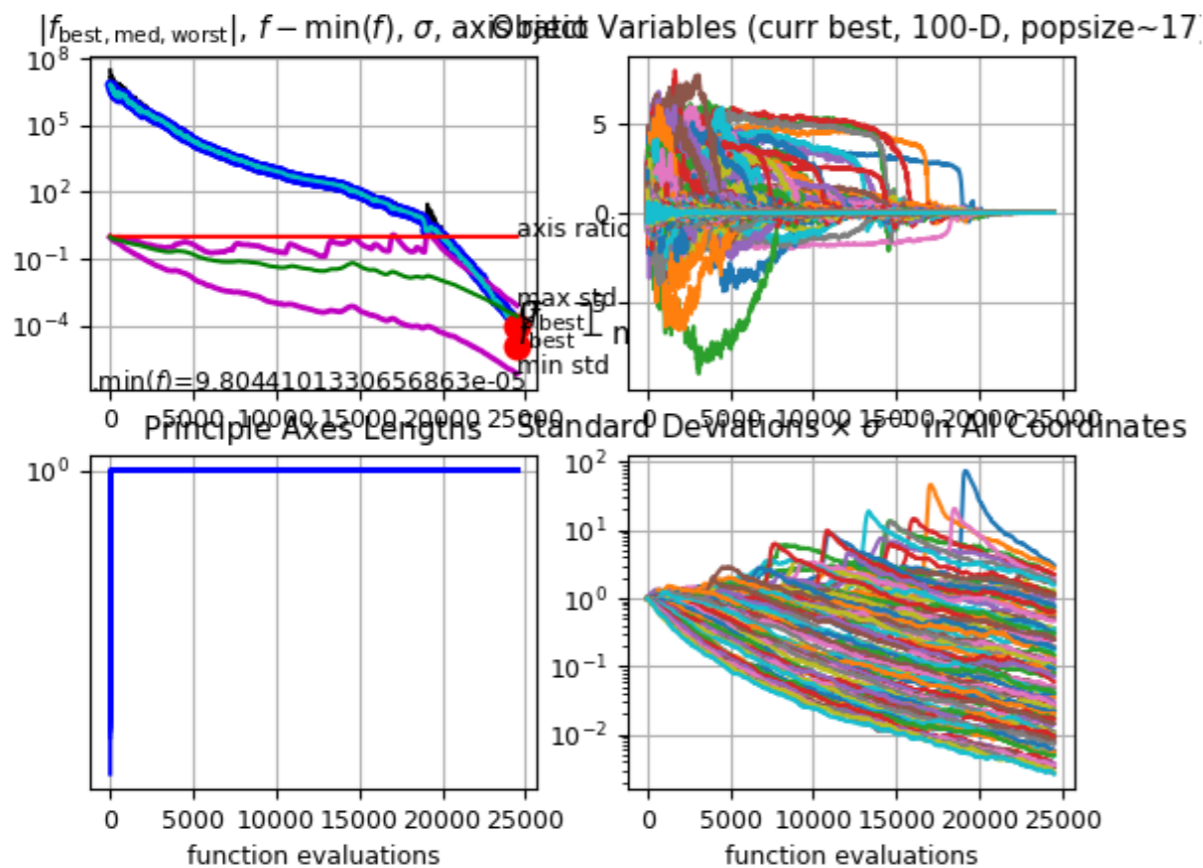 |f_best,med,worst|, f − min(f), σ, axis ratio
Object Variables (curr best, 100-D, popsize~17)
10^8
10^5
10^2
10^-1
10^-4
axis ratio
max std
best
best
min std
min(f)=9.80441013306568 63e-05
0 5000 10000 15000 20000 25000
5
0
0 5000 10000 15000 20000 25000
Principle Axes Lengths
10^0
0 5000 10000 15000 20000 25000
function evaluations
Standard Deviations × σ^-1 in All Coordinates
10^2
10^1
10^0
10^-1
10^-2
0 5000 10000 15000 20000 25000
function evaluations